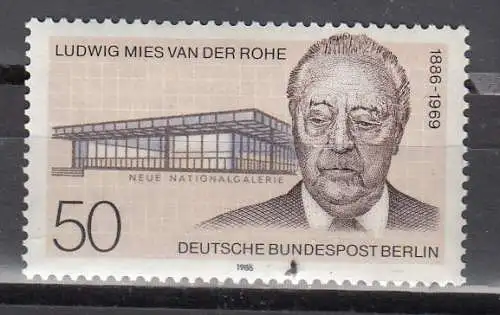 LUDWIG MIES VAN DER ROHE
1886-1969
NEUE NATIONALGALERIE
50
DEUTSCHE BUNDESPOST BERLIN
1986